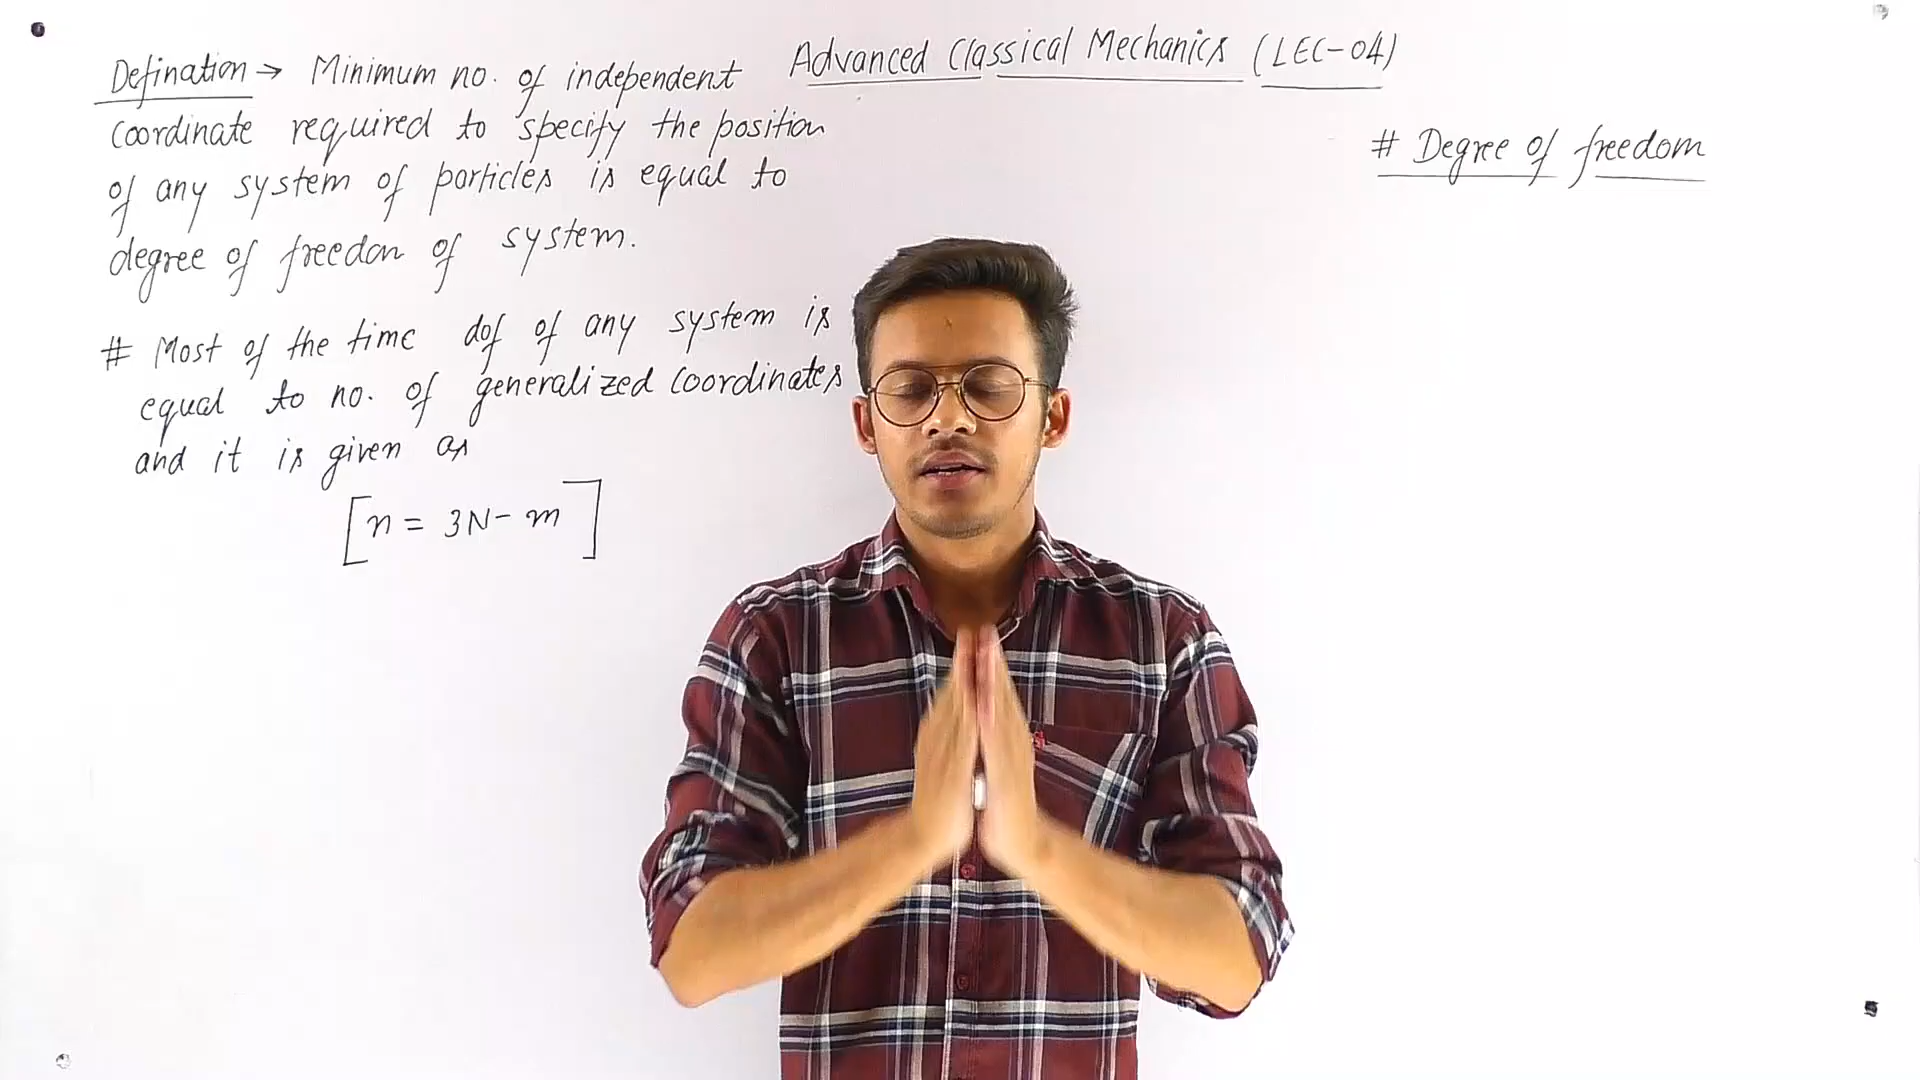 Advanced Classical Mechanics (LEC-04)
# Degree of freedom
Defination → Minimum no. of independent
coordinate required to specify the position
of any system of particles is equal to
degree of freedom of system.
# Most of the time dof of any system is
equal to no. of generalized coordinates
and it is given as
[n = 3N - m]